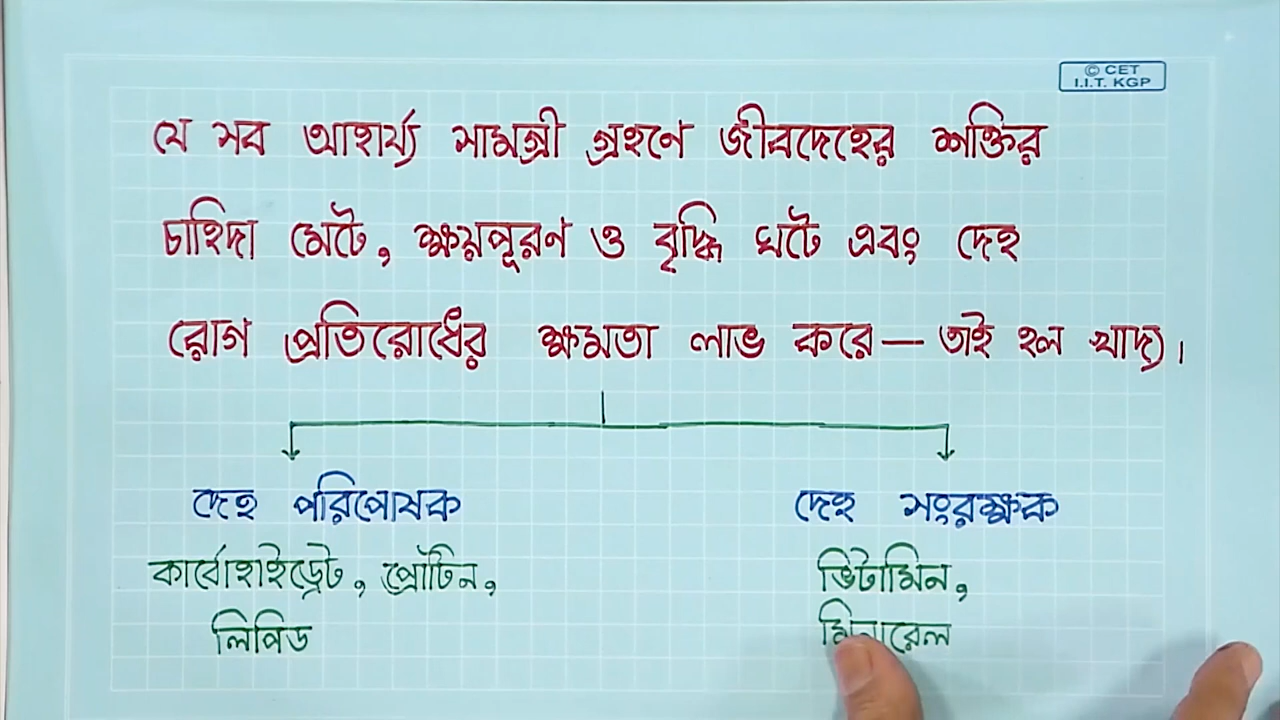 © CET
I.I.T. KGP
যে সব আহার্য্য সামগ্রী গ্রহণে জীবদেহের শক্তির
চাহিদা মেটে, ক্ষয়পূরণ ও বৃদ্ধি ঘটে এবং দেহ
রোগ প্রতিরোধের ক্ষমতা লাভ করে — তাই হল খাদ্য।
দেহ পরিপোষক
দেহ সংরক্ষক
কার্বোহাইড্রেট, প্রোটিন,
ভিটামিন,
লিপিড
মিনারেল